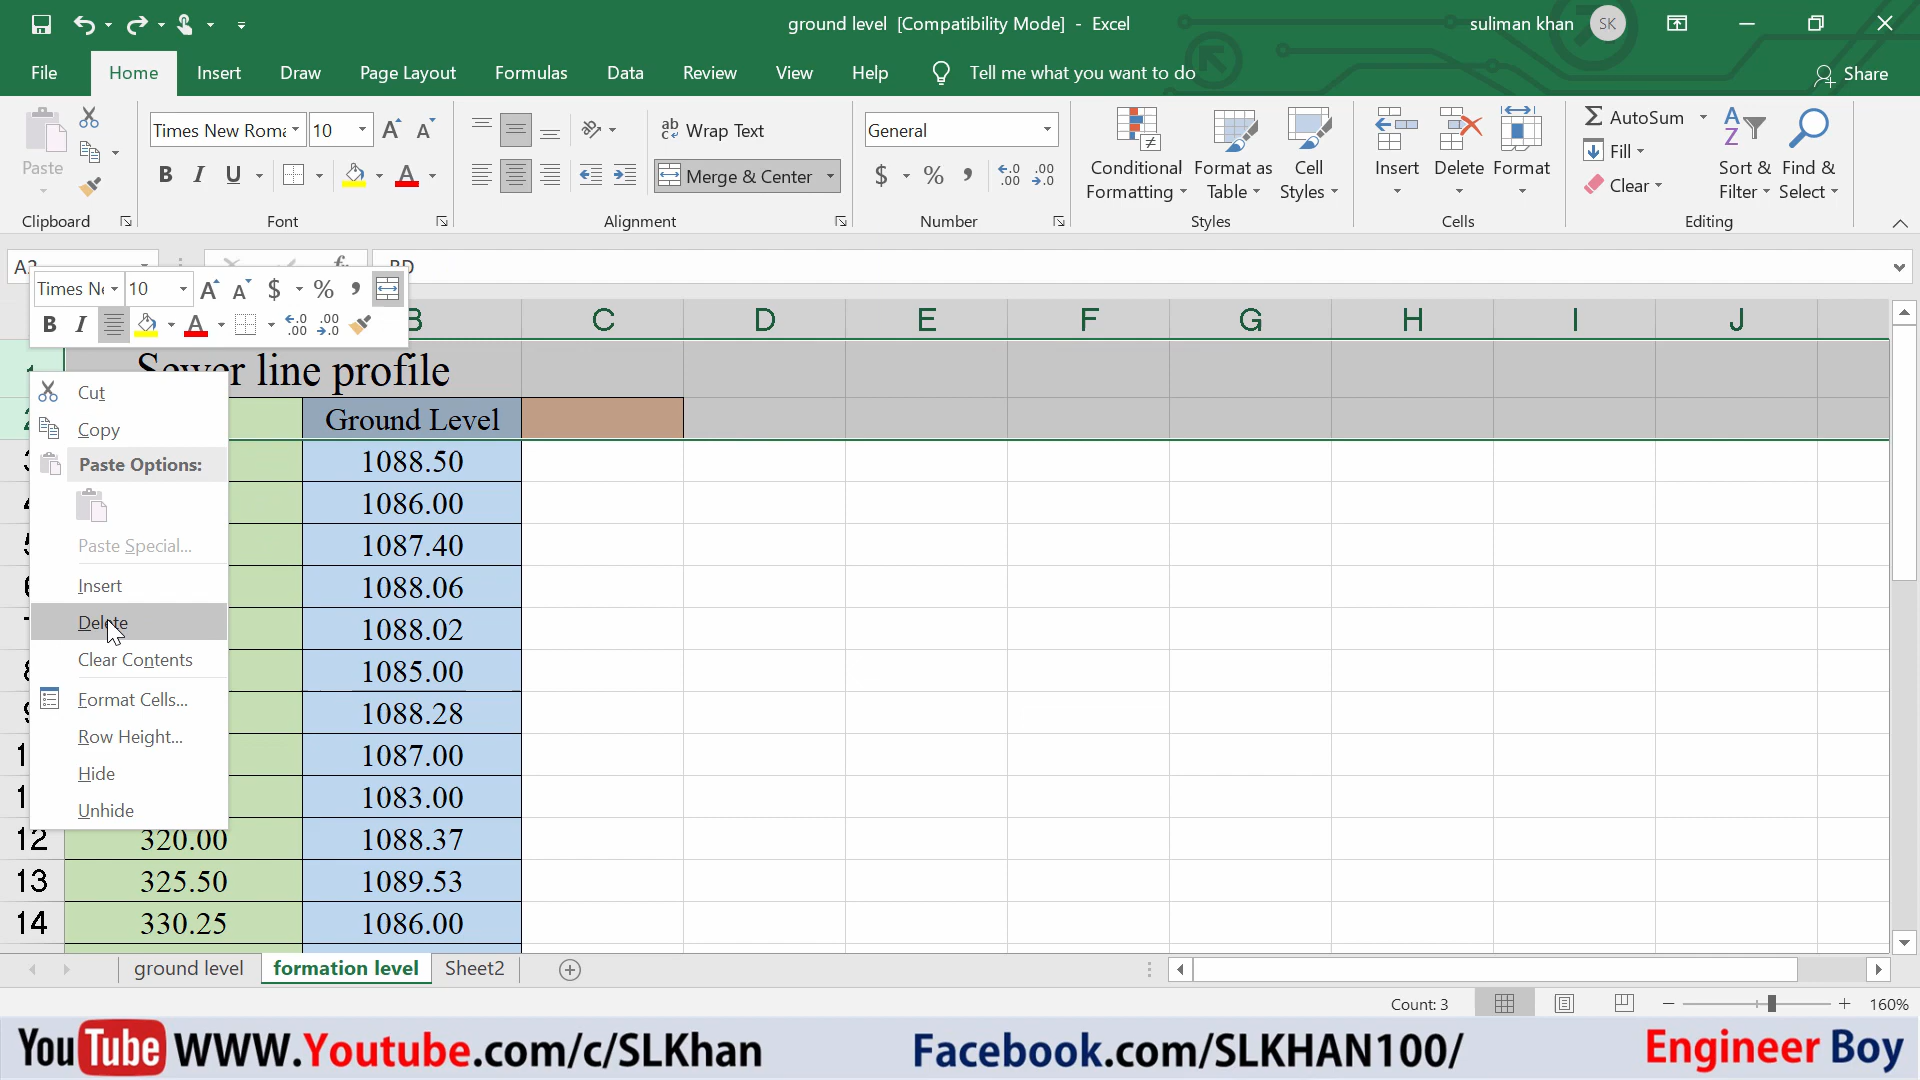 ground level [Compatibility Mode] - Excel
suliman khan SK
File Home Insert Draw Page Layout Formulas Data Review View Help Tell me what you want to do Share
Paste
Clipboard
Times New Roma 10
B I U
Font
Wrap Text
Merge & Center
Alignment
General
$ % ,
Number
Conditional Formatting
Format as Table
Cell Styles
Styles
Insert Delete Format
Cells
AutoSum
Fill
Clear
Sort & Filter
Find & Select
Editing
Times Ne 10 $ % ,
B I A
B C D E F G H I J
Sewer line profile
Ground Level
Cut
Copy
Paste Options:
Paste Special...
Insert
Delete
Clear Contents
Format Cells...
Row Height...
Hide
Unhide
1088.50
1086.00
1087.40
1088.06
1088.02
1085.00
1088.28
1087.00
1083.00
12 320.00 1088.37
13 325.50 1089.53
14 330.25 1086.00
ground level formation level Sheet2
Count: 3 160%
YouTube WWW.Youtube.com/c/SLKhan Facebook.com/SLKHAN100/ Engineer Boy